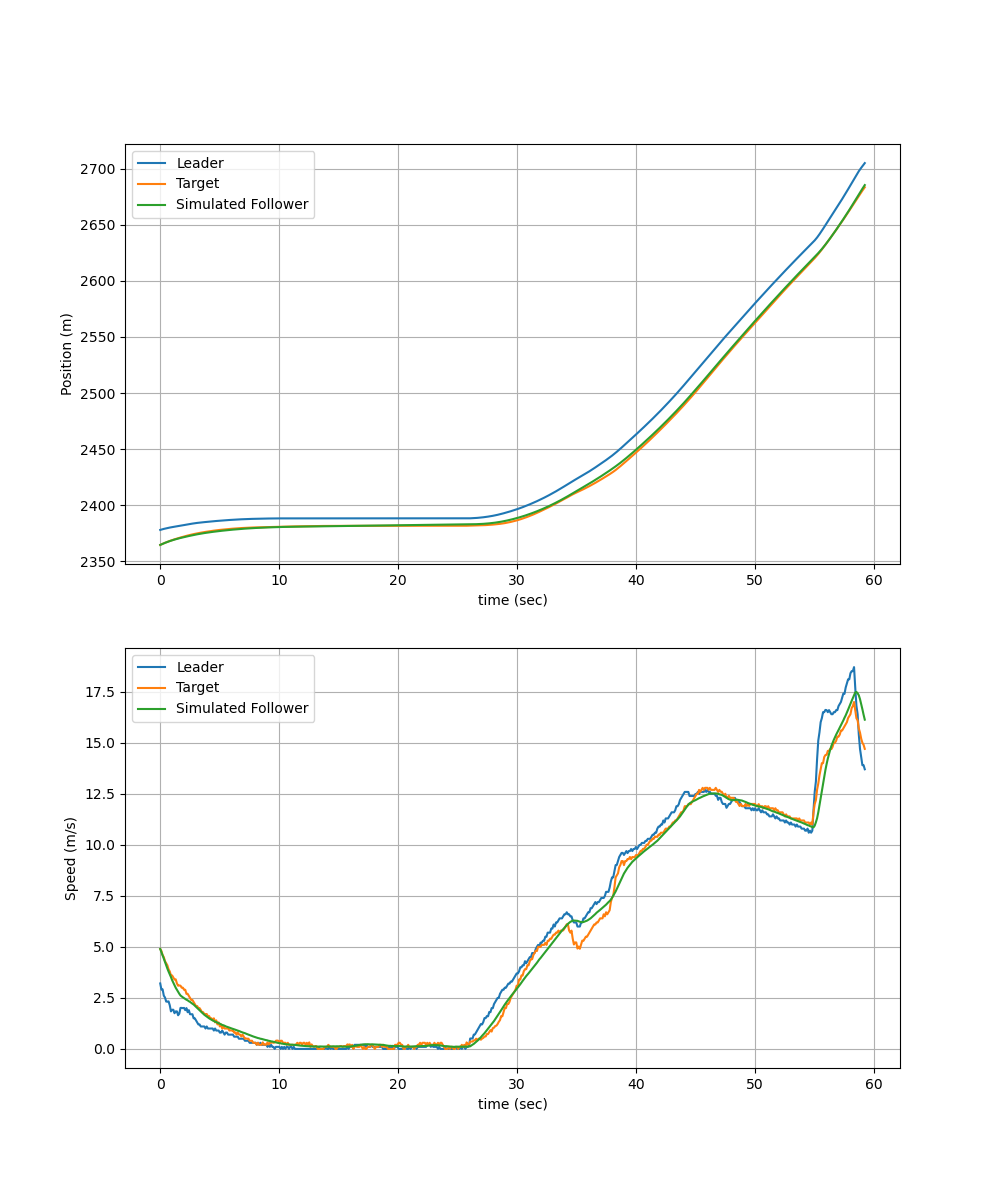 Leader
Target
Simulated Follower
Position (m)
2700
2650
2600
2550
2500
2450
2400
2350
0 10 20 30 40 50 60
time (sec)
Leader
Target
Simulated Follower
Speed (m/s)
17.5
15.0
12.5
10.0
7.5
5.0
2.5
0.0
0 10 20 30 40 50 60
time (sec)